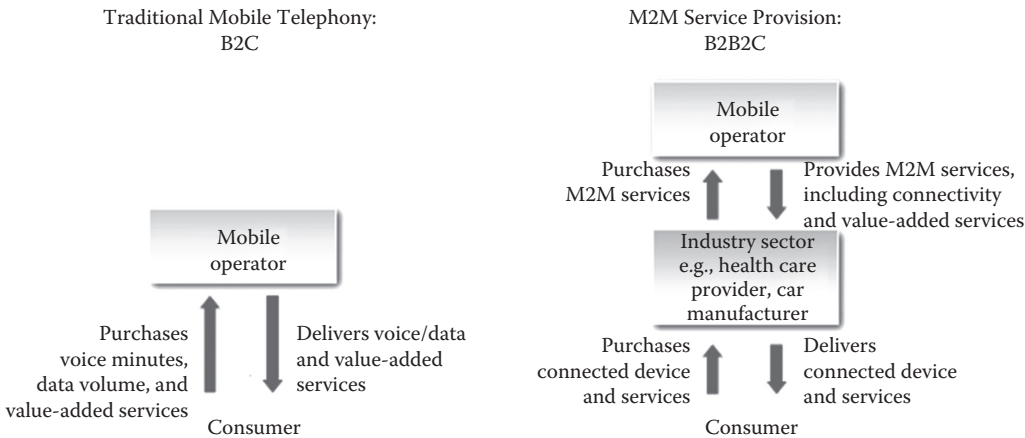 Traditional Mobile Telephony:
B2C
Mobile
operator
Purchases
voice minutes,
data volume, and
value-added services
Delivers voice/data
and value-added
services
Consumer
M2M Service Provision:
B2B2C
Mobile
operator
Purchases
M2M services
Provides M2M services,
including connectivity
and value-added services
Industry sector
e.g., health care
provider, car
manufacturer
Purchases
connected device
and services
Delivers
connected device
and services
Consumer